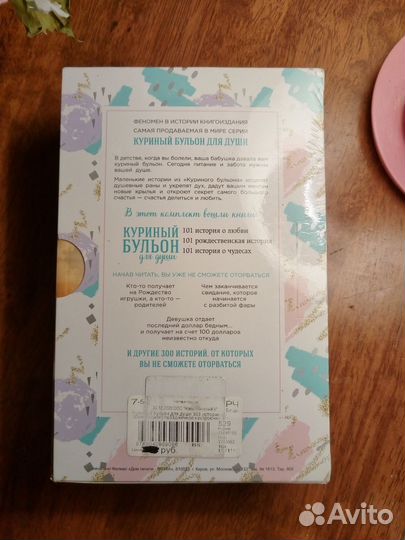 ФЕНОМЕН В ИСТОРИИ КНИГОИЗДАНИЯ
САМАЯ ПРОДАВАЕМАЯ В МИРЕ СЕРИЯ
КУРИНЫЙ БУЛЬОН ДЛЯ ДУШИ
В детстве, когда вы болели, ваша бабушка давала вам
куриный бульон. Сегодня питание и забота нужны
вашей душе.
Маленькие истории из «Куриного бульона»
душевные раны и укрепят дух, дадут вашим мечтам
новые крылья и откроют секрет самого большого
счастья — счастья делиться и любить.
В этот комплект вошли книги:
КУРИНЫЙ
БУЛЬОН
для души
101 история о любви
101 рождественская история
101 история о чудесах
НАЧАВ ЧИТАТЬ, ВЫ УЖЕ НЕ СМОЖЕТЕ ОТОРВАТЬСЯ
Кто-то получает
на Рождество
игрушки, а кто-то —
родителей
Чем заканчивается
свидание, которое
начинается
с разбитой фары
Девушка отдает
последний доллар бедным...
и получает на счет 100 долларов
неизвестно откуда
И ДРУГИЕ 300 ИСТОРИЙ, ОТ КОТОРЫХ
ВЫ НЕ СМОЖЕТЕ ОТОРВАТЬСЯ
529
руб.
Avito